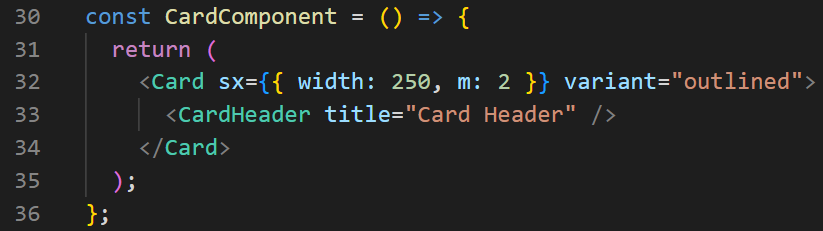 30 const CardComponent = () => {
31 return (
32 <Card sx={{ width: 250, m: 2 }} variant="outlined">
33 <CardHeader title="Card Header" />
34 </Card>
35 );
36 };